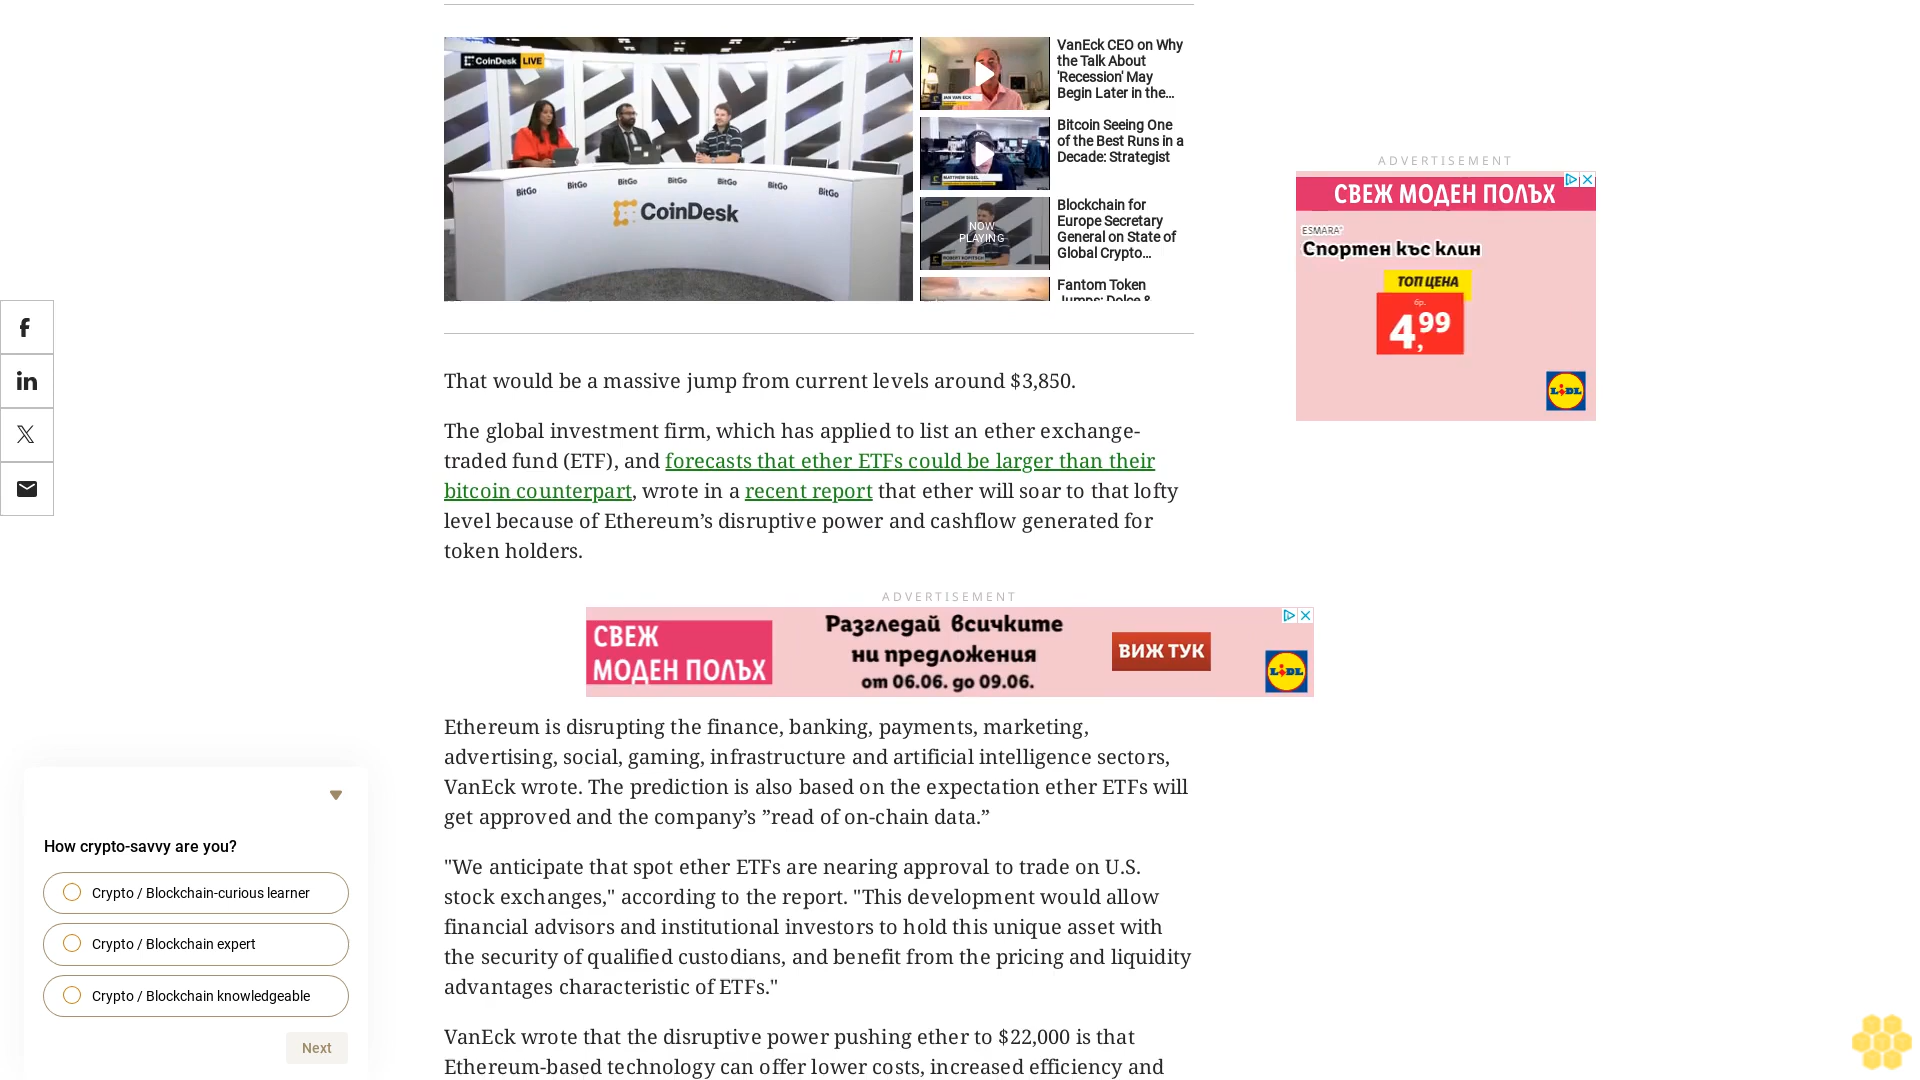 CoinDesk LIVE
BitGo
BitGo
BitGo
BitGo
BitGo
BitGo
BitGo
CoinDesk
VanEck CEO on Why
the Talk About
'Recession' May
Begin Later in the...
Bitcoin Seeing One
of the Best Runs in a
Decade: Strategist
NOW
PLAYING
Blockchain for
Europe Secretary
General on State of
Global Crypto...
Fantom Token
Jumps: Dolce &
ADVERTISEMENT
СВЕЖ МОДЕН ПОЛЪХ
ESMARA
Спортен къс клин
ТОП ЦЕНА
бр.
4,99
LIDL
That would be a massive jump from current levels around $3,850.
The global investment firm, which has applied to list an ether exchange-
traded fund (ETF), and forecasts that ether ETFs could be larger than their
bitcoin counterpart, wrote in a recent report that ether will soar to that lofty
level because of Ethereum’s disruptive power and cashflow generated for
token holders.
ADVERTISEMENT
СВЕЖ
МОДЕН ПОЛЪХ
Разгледай всичките
ни предложения
от 06.06. до 09.06.
ВИЖ ТУК
LIDL
Ethereum is disrupting the finance, banking, payments, marketing,
advertising, social, gaming, infrastructure and artificial intelligence sectors,
VanEck wrote. The prediction is also based on the expectation ether ETFs will
get approved and the company’s ”read of on-chain data.”
"We anticipate that spot ether ETFs are nearing approval to trade on U.S.
stock exchanges," according to the report. "This development would allow
financial advisors and institutional investors to hold this unique asset with
the security of qualified custodians, and benefit from the pricing and liquidity
advantages characteristic of ETFs."
VanEck wrote that the disruptive power pushing ether to $22,000 is that
Ethereum-based technology can offer lower costs, increased efficiency and
How crypto-savvy are you?
Crypto / Blockchain-curious learner
Crypto / Blockchain expert
Crypto / Blockchain knowledgeable
Next